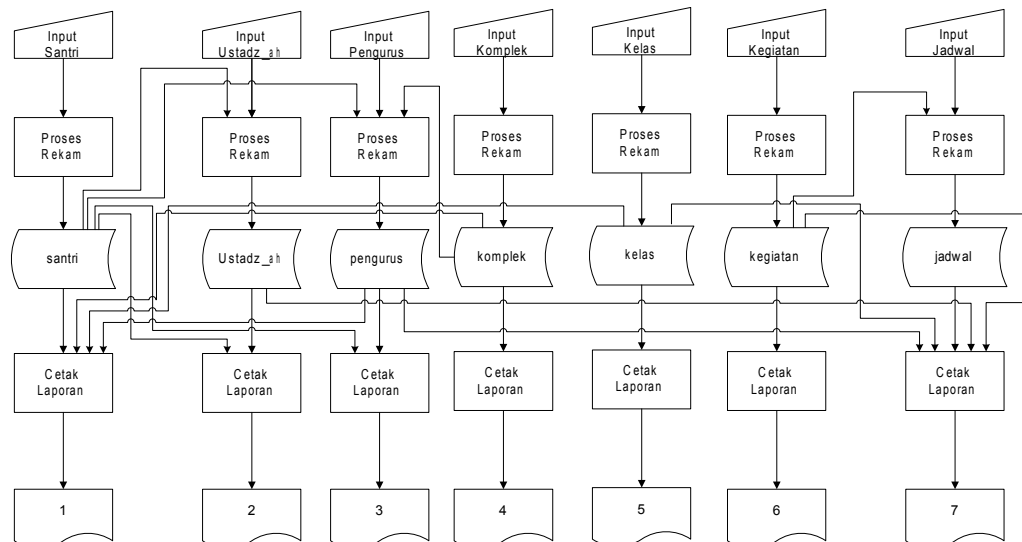 Input
Santri
Input
Ustadz_ah
Input
Pengurus
Input
Komplek
Input
Kelas
Input
Kegiatan
Input
Jadwal
Proses
Rekam
Proses
Rekam
Proses
Rekam
Proses
Rekam
Proses
Rekam
Proses
Rekam
Proses
Rekam
santri
Ustadz_ah
pengurus
komplek
kelas
kegiatan
jadwal
Cetak
Laporan
Cetak
Laporan
Cetak
Laporan
Cetak
Laporan
Cetak
Laporan
Cetak
Laporan
Cetak
Laporan
1
2
3
4
5
6
7